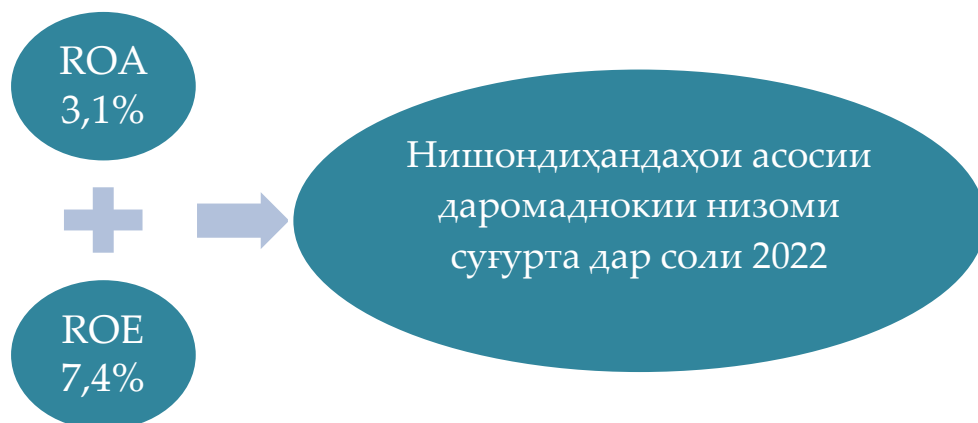 ROA
3,1%
Нишондиҳандаҳои асосии
даромаднокии низоми
суғурта дар соли 2022
ROE
7,4%